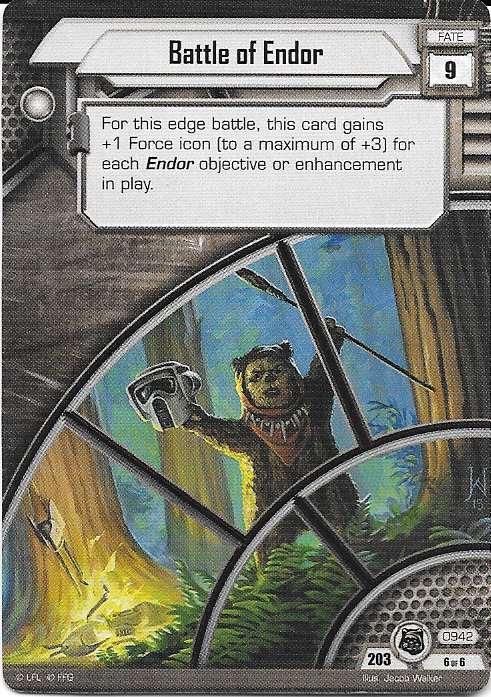 Battle of Endor
FATE
9
For this edge battle, this card gains
+1 Force icon (to a maximum of +3) for
each Endor objective or enhancement
in play.
© LFL © FFG
203
0942
6 OF 6
Illus. Jacob Walker